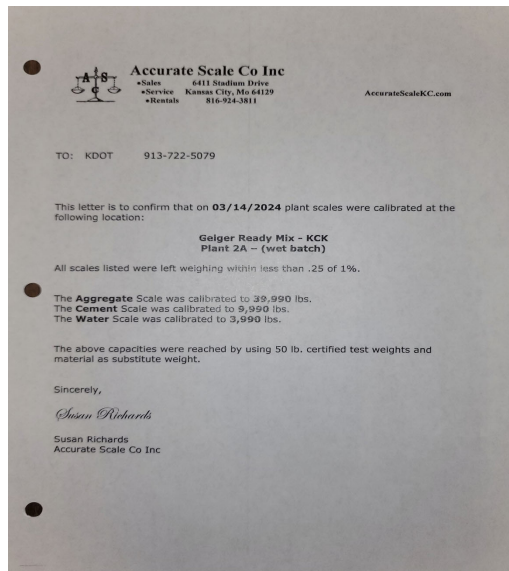 A S
C
Accurate Scale Co Inc
•Sales 6411 Stadium Drive
•Service Kansas City, Mo 64129
•Rentals 816-924-3811
AccurateScaleKC.com
TO: KDOT 913-722-5079
This letter is to confirm that on 03/14/2024 plant scales were calibrated at the
following location:
Geiger Ready Mix - KCK
Plant 2A – (wet batch)
All scales listed were left weighing within less than .25 of 1%.
The Aggregate Scale was calibrated to 39,990 lbs.
The Cement Scale was calibrated to 9,990 lbs.
The Water Scale was calibrated to 3,990 lbs.
The above capacities were reached by using 50 lb. certified test weights and
material as substitute weight.
Sincerely,
Susan Richards
Susan Richards
Accurate Scale Co Inc